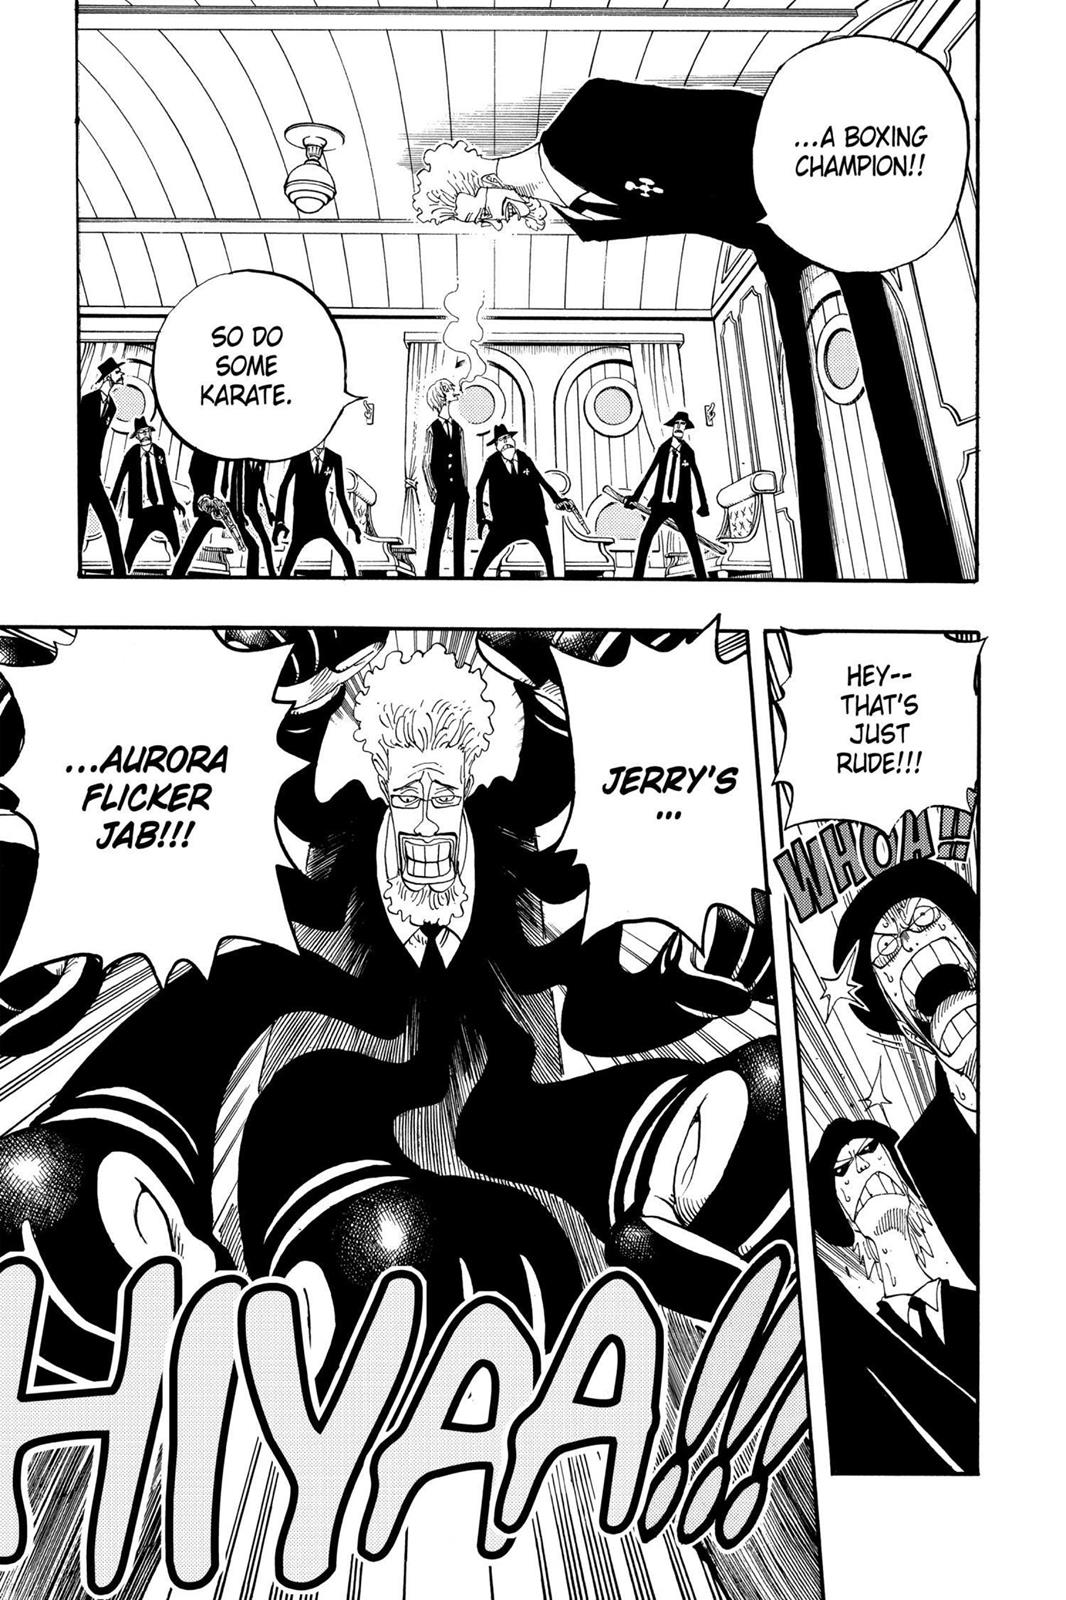 ...A BOXING
CHAMPION!!
SO DO
SOME
KARATE.
HEY--
THAT'S
JUST
RUDE!!!
WHOA!!
JERRY'S
...
...AURORA
FLICKER
JAB!!!
HIYAA!!!